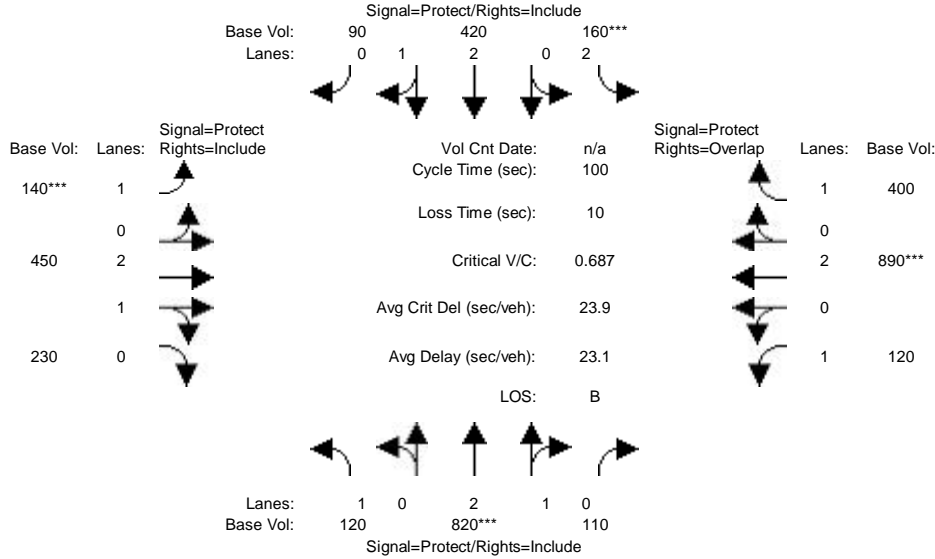 Signal=Protect/Rights=Include
Base Vol: 90 420 160***
Lanes: 0 1 2 0 2
Signal=Protect
Base Vol: Lanes: Rights=Include
Vol Cnt Date: n/a
Signal=Protect
Rights=Overlap Lanes: Base Vol:
Cycle Time (sec): 100
140*** 1
1 400
Loss Time (sec): 10
0
0
450 2
Critical V/C: 0.687
2 890***
1
Avg Crit Del (sec/veh): 23.9
0
230 0
Avg Delay (sec/veh): 23.1
1 120
LOS: B
Lanes: 1 0 2 1 0
Base Vol: 120 820*** 110
Signal=Protect/Rights=Include